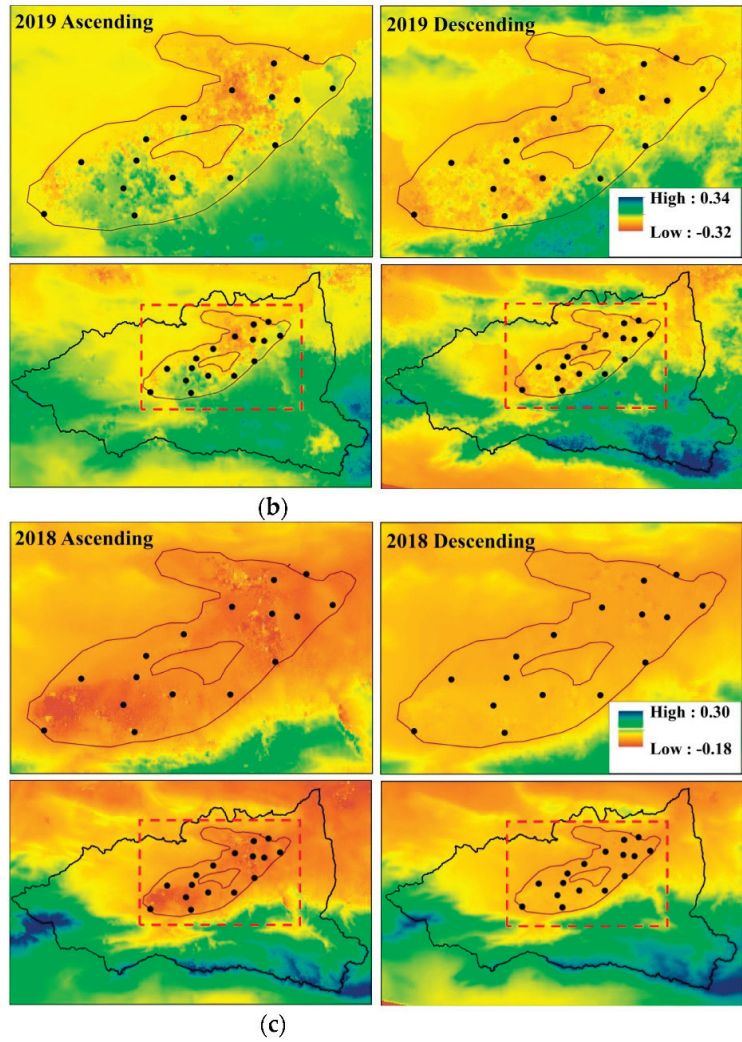 2019 Ascending
2019 Descending
High : 0.34
Low : -0.32
(b)
2018 Ascending
2018 Descending
High : 0.30
Low : -0.18
(c)